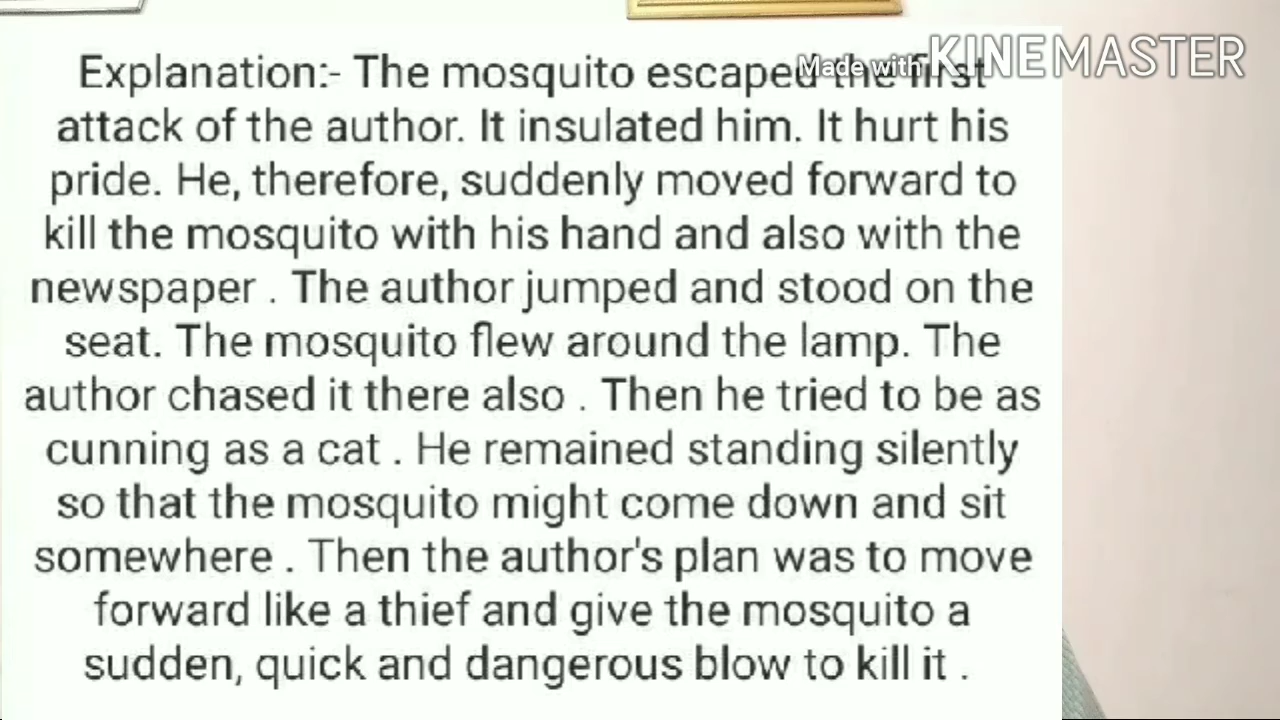 Made with KINEMASTER
Explanation:- The mosquito escaped the first
attack of the author. It insulated him. It hurt his
pride. He, therefore, suddenly moved forward to
kill the mosquito with his hand and also with the
newspaper . The author jumped and stood on the
seat. The mosquito flew around the lamp. The
author chased it there also . Then he tried to be as
cunning as a cat . He remained standing silently
so that the mosquito might come down and sit
somewhere . Then the author's plan was to move
forward like a thief and give the mosquito a
sudden, quick and dangerous blow to kill it .